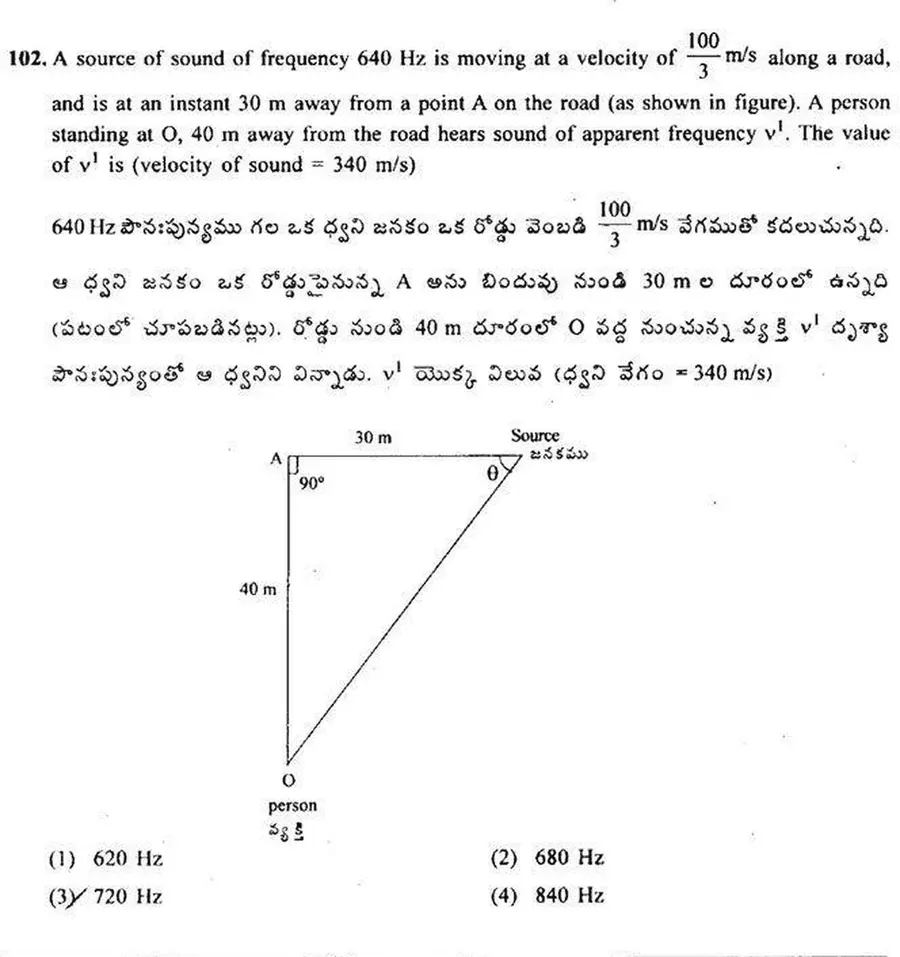 102. A source of sound of frequency 640 Hz is moving at a velocity of 100/3 m/s along a road,
and is at an instant 30 m away from a point A on the road (as shown in figure). A person
standing at O, 40 m away from the road hears sound of apparent frequency ν¹. The value
of ν¹ is (velocity of sound = 340 m/s)
640 Hz పౌనఃపున్యము గల ఒక ధ్వని జనకం ఒక రోడ్డు వెంబడి 100/3 m/s వేగముతో కదలుచున్నది.
ఆ ధ్వని జనకం ఒక రోడ్డుపైనున్న A అను బిందువు నుండి 30 m ల దూరంలో ఉన్నది
(పటంలో చూపబడినట్లు). రోడ్డు నుండి 40 m దూరంలో O వద్ద నుంచున్న వ్యక్తి ν¹ దృశ్యా
పౌనఃపున్యంతో ఆ ధ్వనిని విన్నాడు. ν¹ యొక్క విలువ (ధ్వని వేగం = 340 m/s)
30 m Source
A జనకము
90° θ
40 m
O
person
వ్యక్తి
(1) 620 Hz (2) 680 Hz
(3) 720 Hz (4) 840 Hz